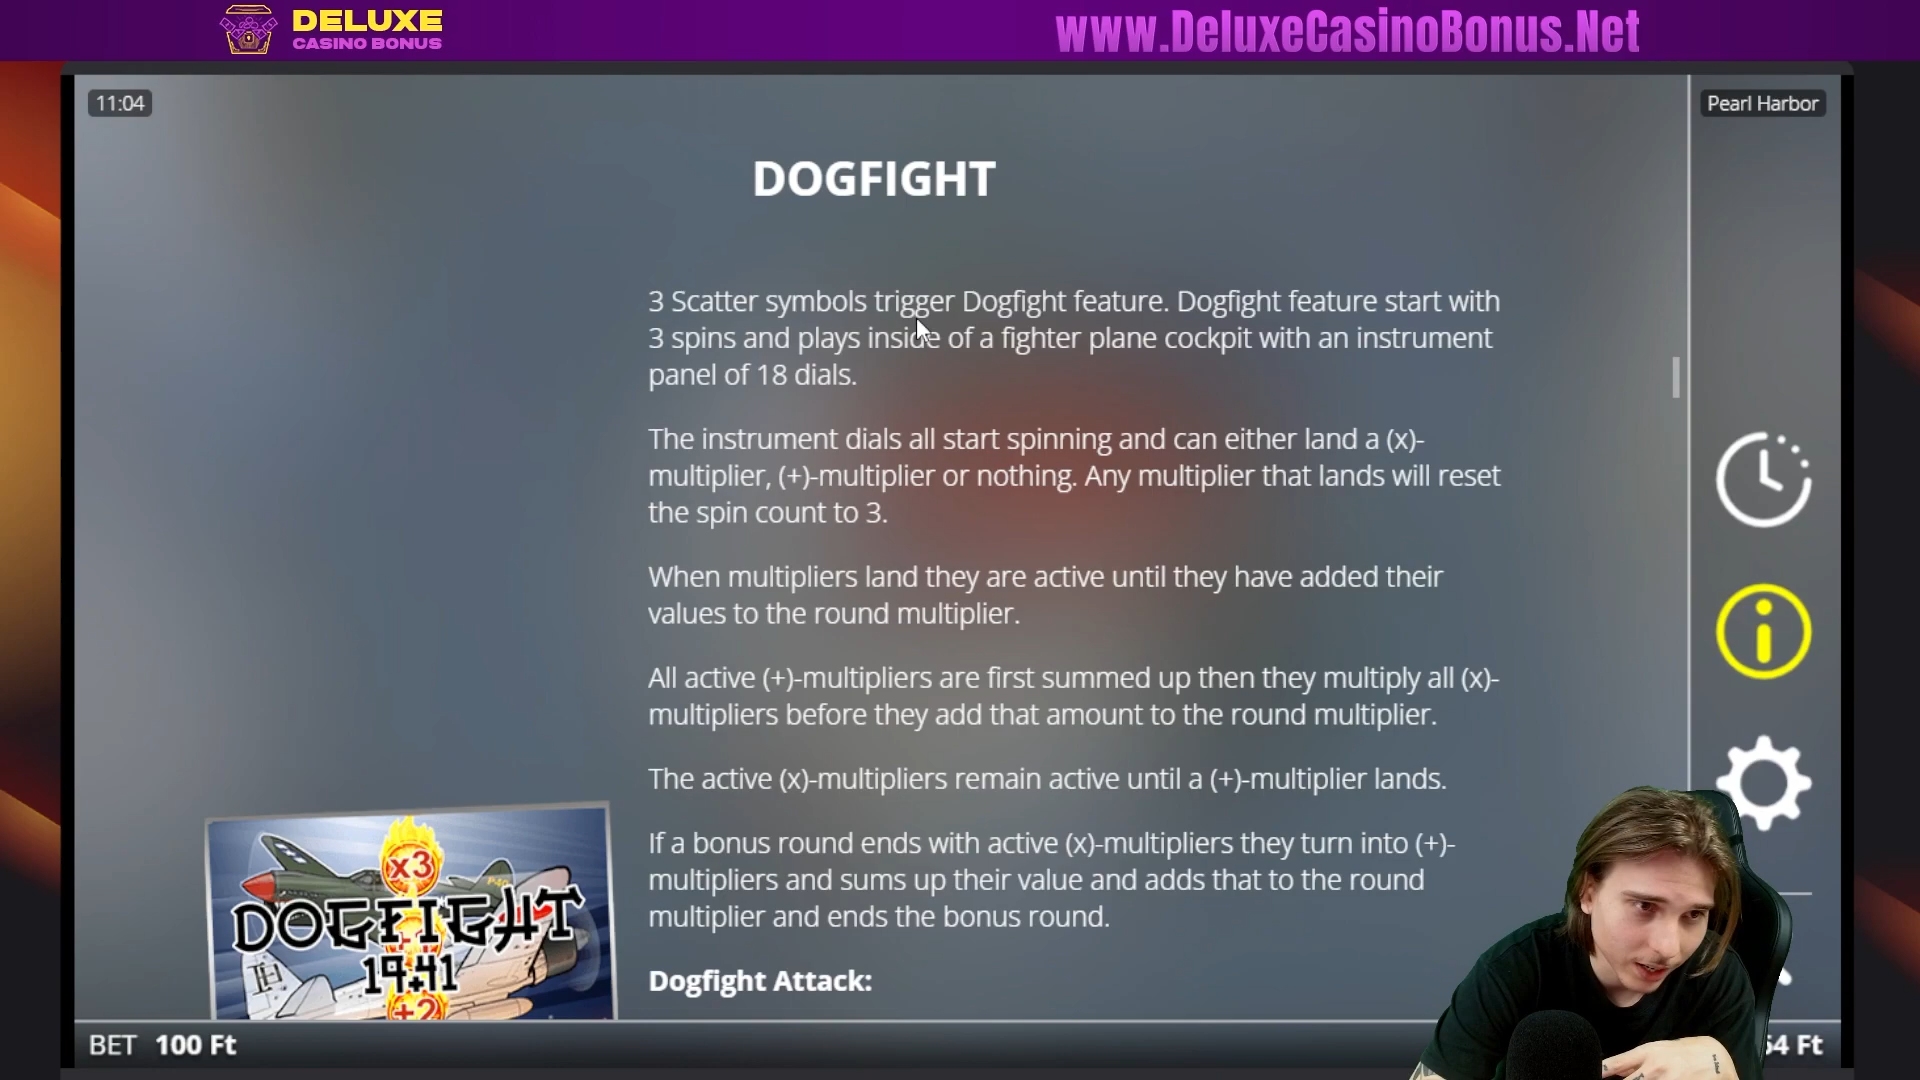 DELUXE
CASINO BONUS
www.DeluxeCasinoBonus.Net
11:04
Pearl Harbor
DOGFIGHT
3 Scatter symbols trigger Dogfight feature. Dogfight feature start with
3 spins and plays inside of a fighter plane cockpit with an instrument
panel of 18 dials.
The instrument dials all start spinning and can either land a (x)-
multiplier, (+)-multiplier or nothing. Any multiplier that lands will reset
the spin count to 3.
When multipliers land they are active until they have added their
values to the round multiplier.
All active (+)-multipliers are first summed up then they multiply all (x)-
multipliers before they add that amount to the round multiplier.
The active (x)-multipliers remain active until a (+)-multiplier lands.
If a bonus round ends with active (x)-multipliers they turn into (+)-
multipliers and sums up their value and adds that to the round
multiplier and ends the bonus round.
x3
DOGFIGHT
19.41
+2
Dogfight Attack:
BET 100 Ft
Ft